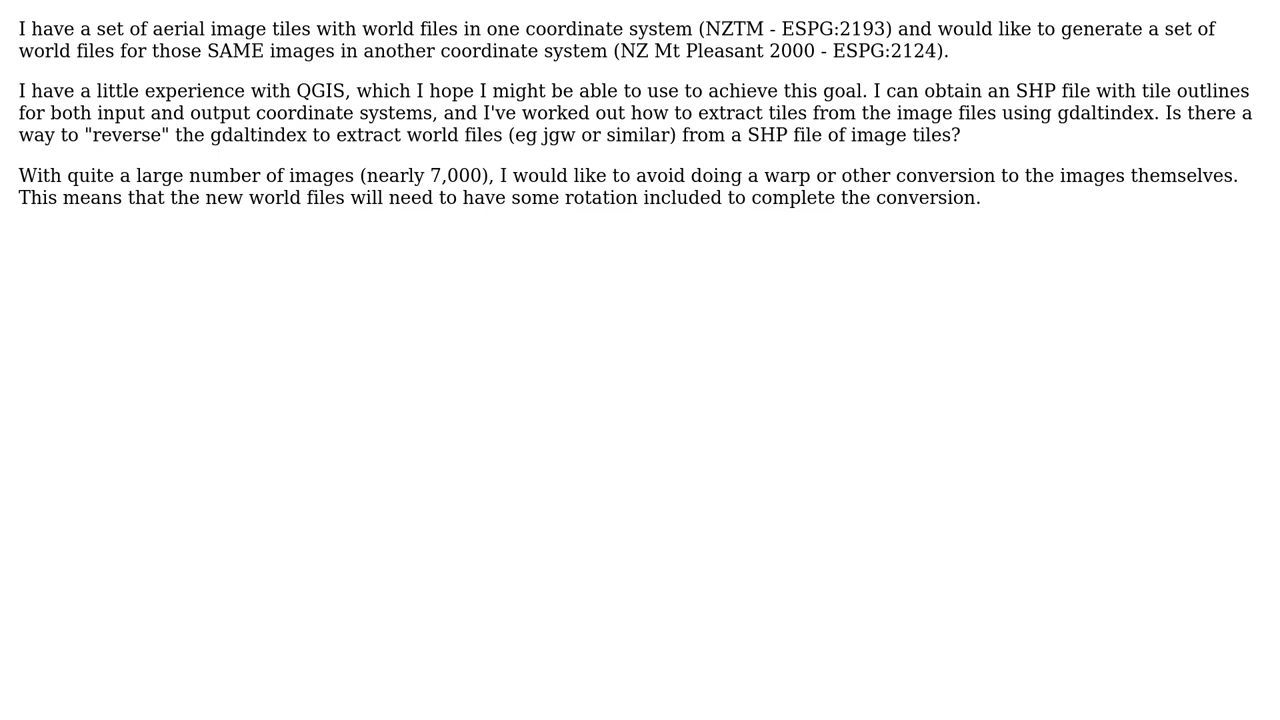 I have a set of aerial image tiles with world files in one coordinate system (NZTM - ESPG:2193) and would like to generate a set of
world files for those SAME images in another coordinate system (NZ Mt Pleasant 2000 - ESPG:2124).
I have a little experience with QGIS, which I hope I might be able to use to achieve this goal. I can obtain an SHP file with tile outlines
for both input and output coordinate systems, and I've worked out how to extract tiles from the image files using gdaltindex. Is there a
way to "reverse" the gdaltindex to extract world files (eg jgw or similar) from a SHP file of image tiles?
With quite a large number of images (nearly 7,000), I would like to avoid doing a warp or other conversion to the images themselves.
This means that the new world files will need to have some rotation included to complete the conversion.